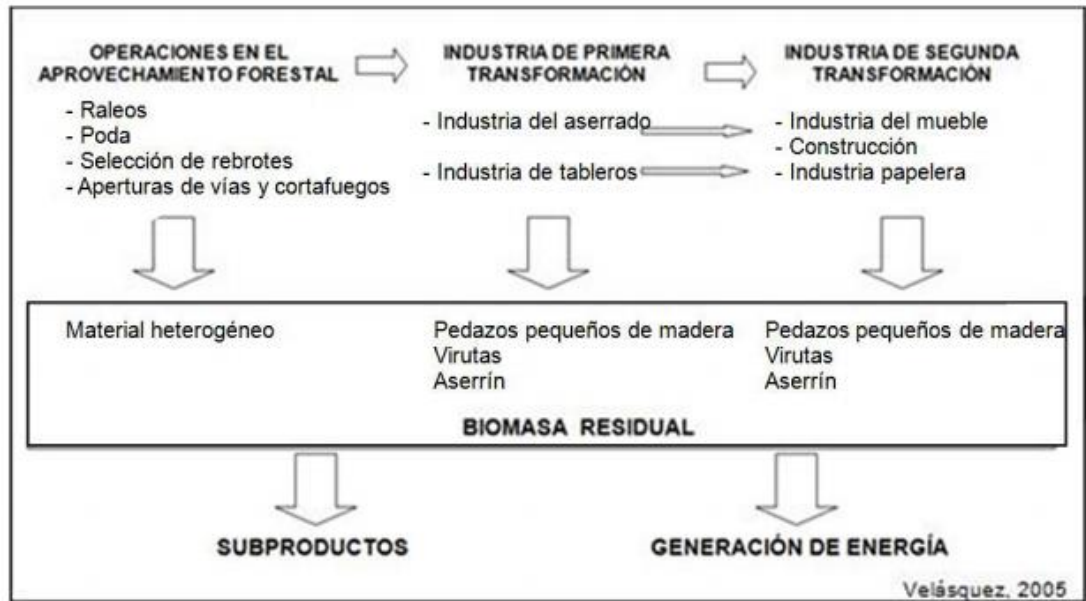 OPERACIONES EN EL
APROVECHAMIENTO FORESTAL
- Raleos
- Poda
- Selección de rebrotes
- Aperturas de vías y cortafuegos
INDUSTRIA DE PRIMERA
TRANSFORMACIÓN
- Industria del aserrado
- Industria de tableros
INDUSTRIA DE SEGUNDA
TRANSFORMACIÓN
- Industria del mueble
- Construcción
- Industria papelera
Material heterogéneo
Pedazos pequeños de madera
Virutas
Aserrín
Pedazos pequeños de madera
Virutas
Aserrín
BIOMASA RESIDUAL
SUBPRODUCTOS
GENERACIÓN DE ENERGÍA
Velásquez, 2005